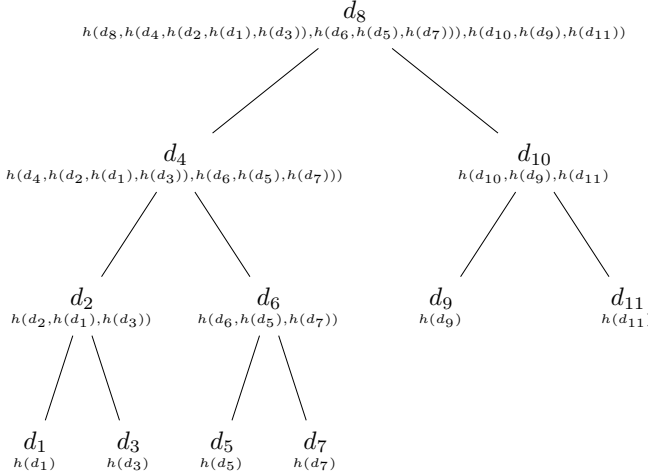 d₈
h(d₈,h(d₄,h(d₂,h(d₁),h(d₃)),h(d₆,h(d₅),h(d₇))),h(d₁₀,h(d₉),h(d₁₁))
d₄
h(d₄,h(d₂,h(d₁),h(d₃)),h(d₆,h(d₅),h(d₇)))
d₁₀
h(d₁₀,h(d₉),h(d₁₁)
d₂
h(d₂,h(d₁),h(d₃))
d₆
h(d₆,h(d₅),h(d₇))
d₉
h(d₉)
d₁₁
h(d₁₁)
d₁
h(d₁)
d₃
h(d₃)
d₅
h(d₅)
d₇
h(d₇)